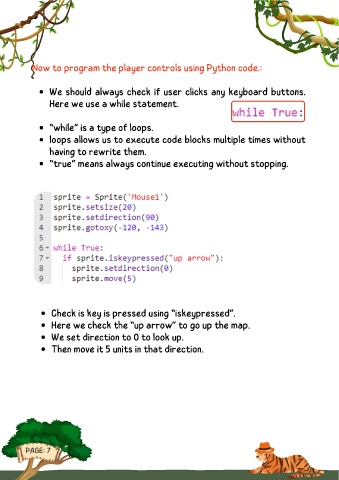 Now to program the player controls using Python code.:
• We should always check if user clicks any keyboard buttons.
Here we use a while statement.
while True:
• "while" is a type of loops.
• loops allows us to execute code blocks multiple times without
having to rewrite them.
• "true" means always continue executing without stopping.
1 sprite = Sprite('Mouse1')
2 sprite.setsize(20)
3 sprite.setdirection(90)
4 sprite.gotoxy(-120, -143)
5
6 while True:
7 if sprite.iskeypressed("up arrow"):
8 sprite.setdirection(0)
9 sprite.move(5)
• Check is key is pressed using "iskeypressed".
• Here we check the "up arrow" to go up the map.
• We set direction to 0 to look up.
• Then move it 5 units in that direction.
PAGE: 7